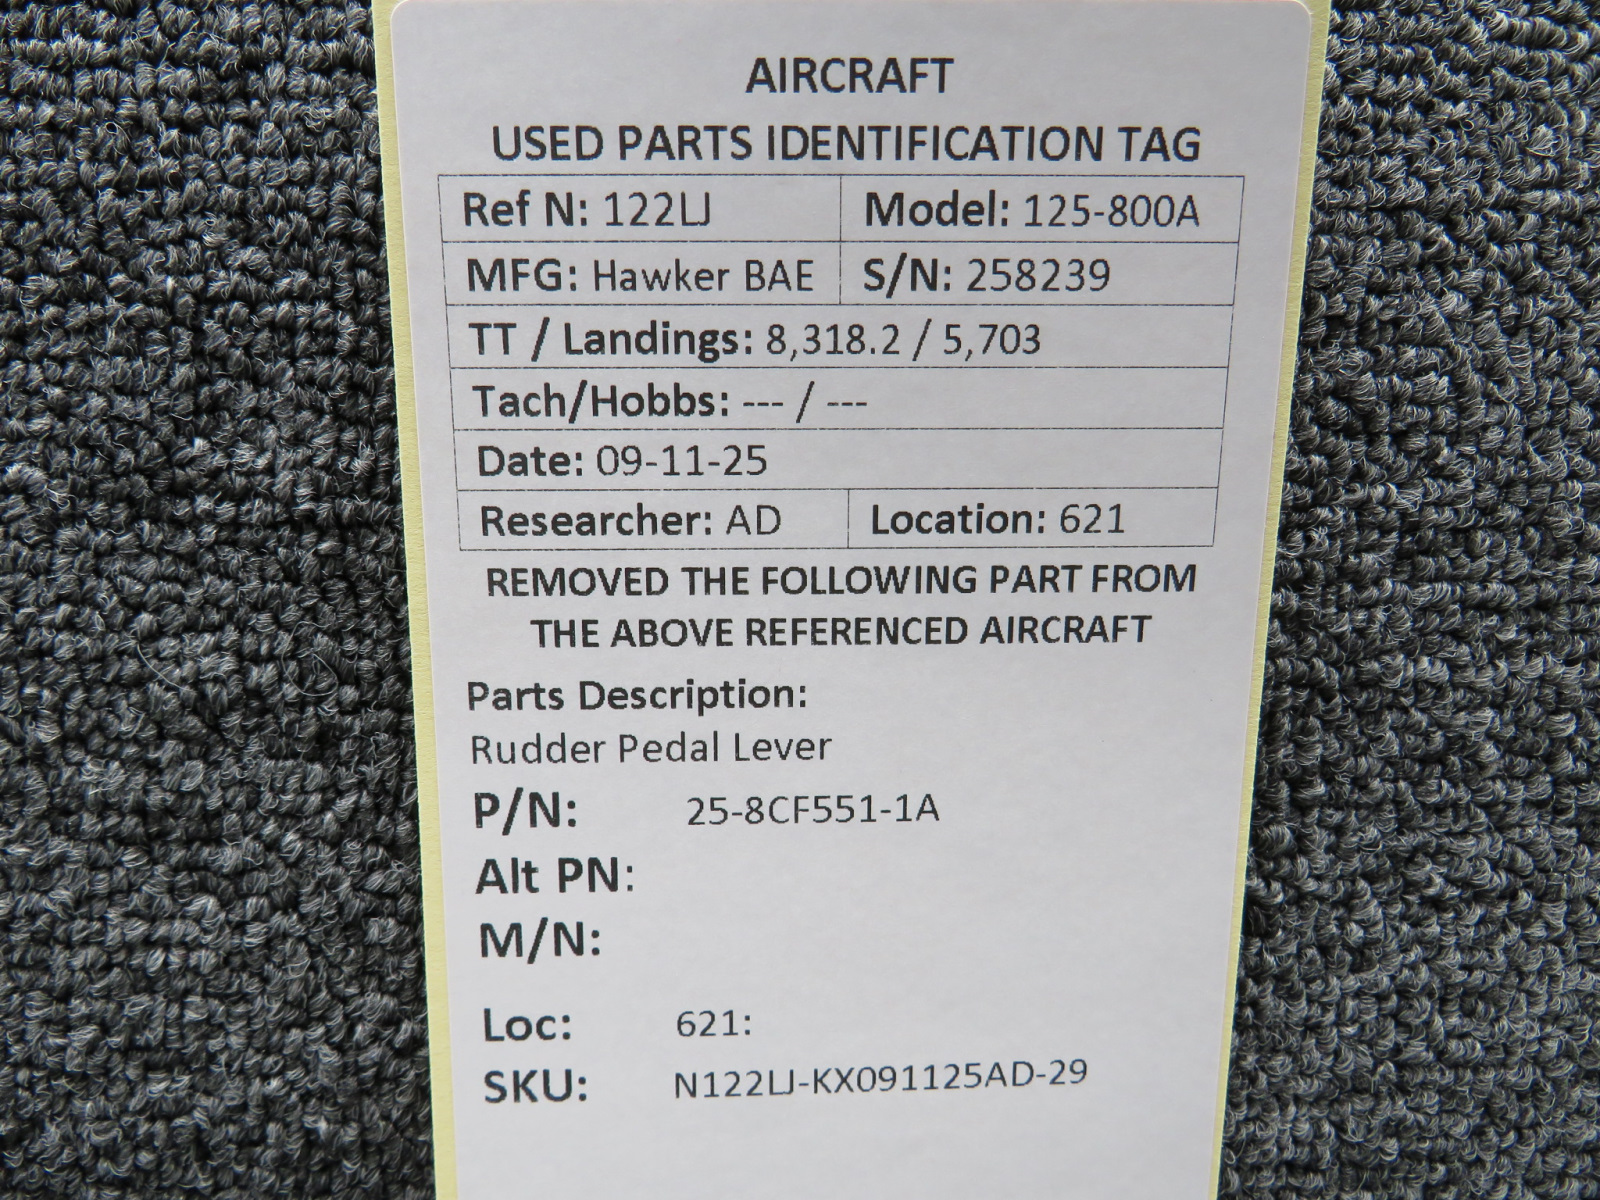 AIRCRAFT
USED PARTS IDENTIFICATION TAG
Ref N: 122LJ Model: 125-800A
MFG: Hawker BAE S/N: 258239
TT / Landings: 8,318.2 / 5,703
Tach/Hobbs: --- / ---
Date: 09-11-25
Researcher: AD Location: 621
REMOVED THE FOLLOWING PART FROM
THE ABOVE REFERENCED AIRCRAFT
Parts Description:
Rudder Pedal Lever
P/N: 25-8CF551-1A
Alt PN:
M/N:
Loc: 621:
SKU: N122LJ-KX091125AD-29